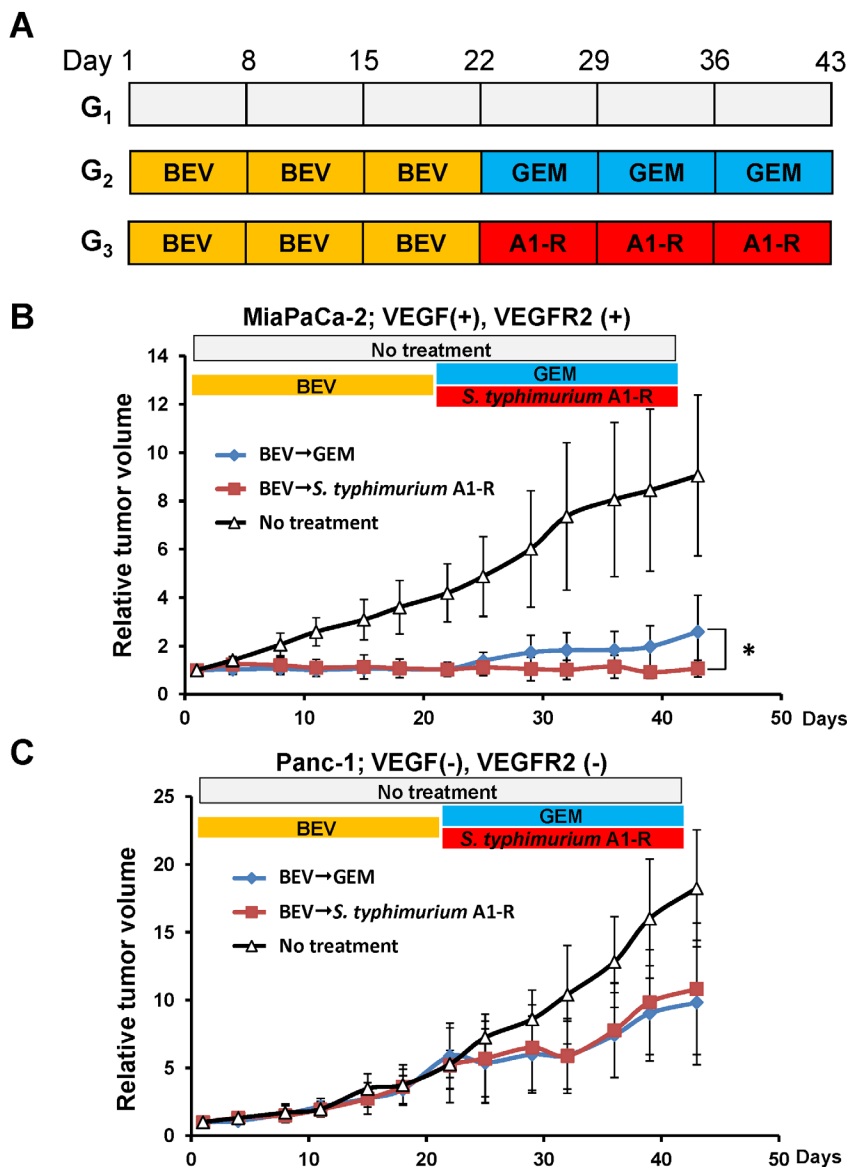 A
Day 1 8 15 22 29 36 43
G1
G2 BEV BEV BEV GEM GEM GEM
G3 BEV BEV BEV A1-R A1-R A1-R
B
MiaPaCa-2; VEGF(+), VEGFR2 (+)
No treatment
BEV
GEM
S. typhimurium A1-R
BEV→GEM
BEV→S. typhimurium A1-R
No treatment
Relative tumor volume
14
12
10
8
6
4
2
0
*
0 10 20 30 40 50 Days
C
Panc-1; VEGF(-), VEGFR2 (-)
No treatment
BEV
GEM
S. typhimurium A1-R
BEV→GEM
BEV→S. typhimurium A1-R
No treatment
Relative tumor volume
25
20
15
10
5
0
0 10 20 30 40 50 Days